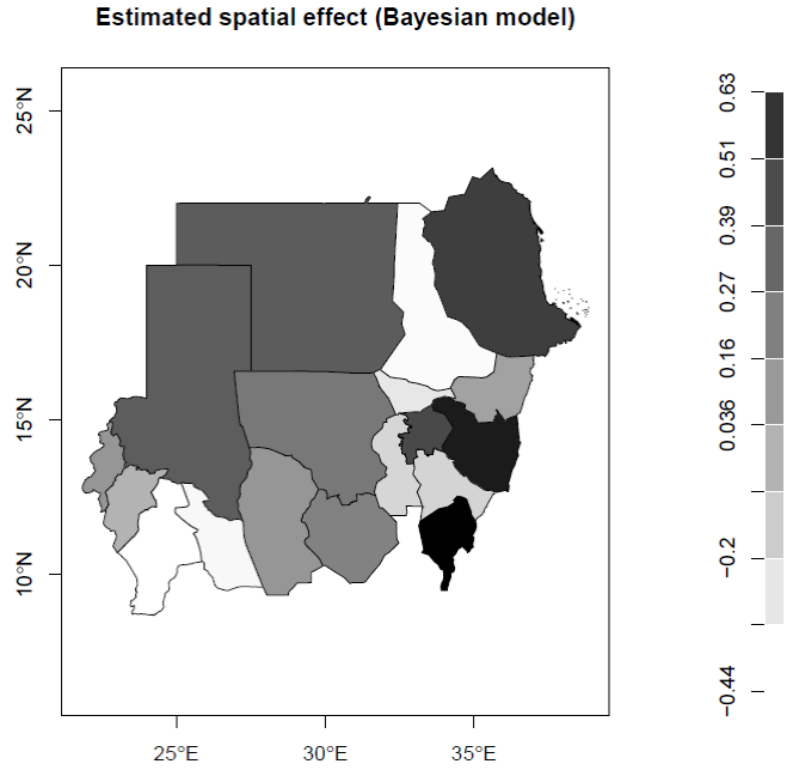 Estimated spatial effect (Bayesian model)
25°N
20°N
15°N
10°N
25°E 30°E 35°E
0.63
0.51
0.39
0.27
0.16
0.036
−0.2
−0.44